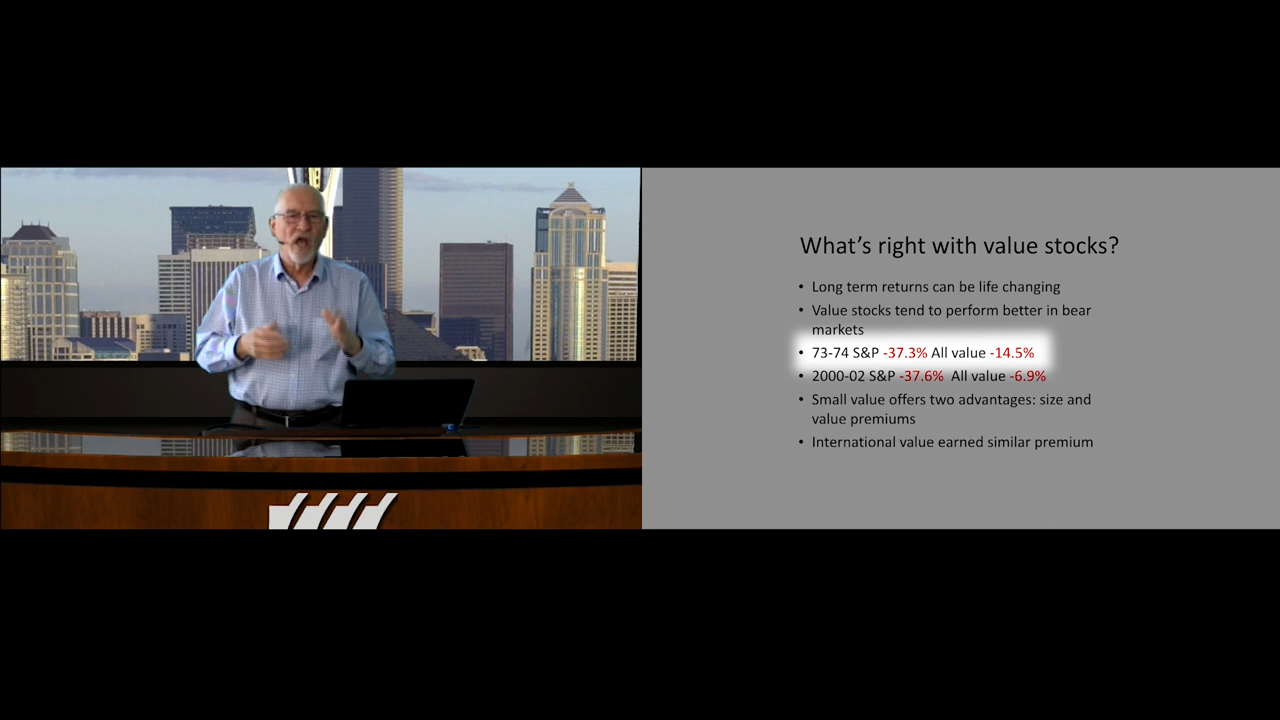 What’s right with value stocks?
• Long term returns can be life changing
• Value stocks tend to perform better in bear
markets
• 73-74 S&P -37.3% All value -14.5%
• 2000-02 S&P -37.6% All value -6.9%
• Small value offers two advantages: size and
value premiums
• International value earned similar premium